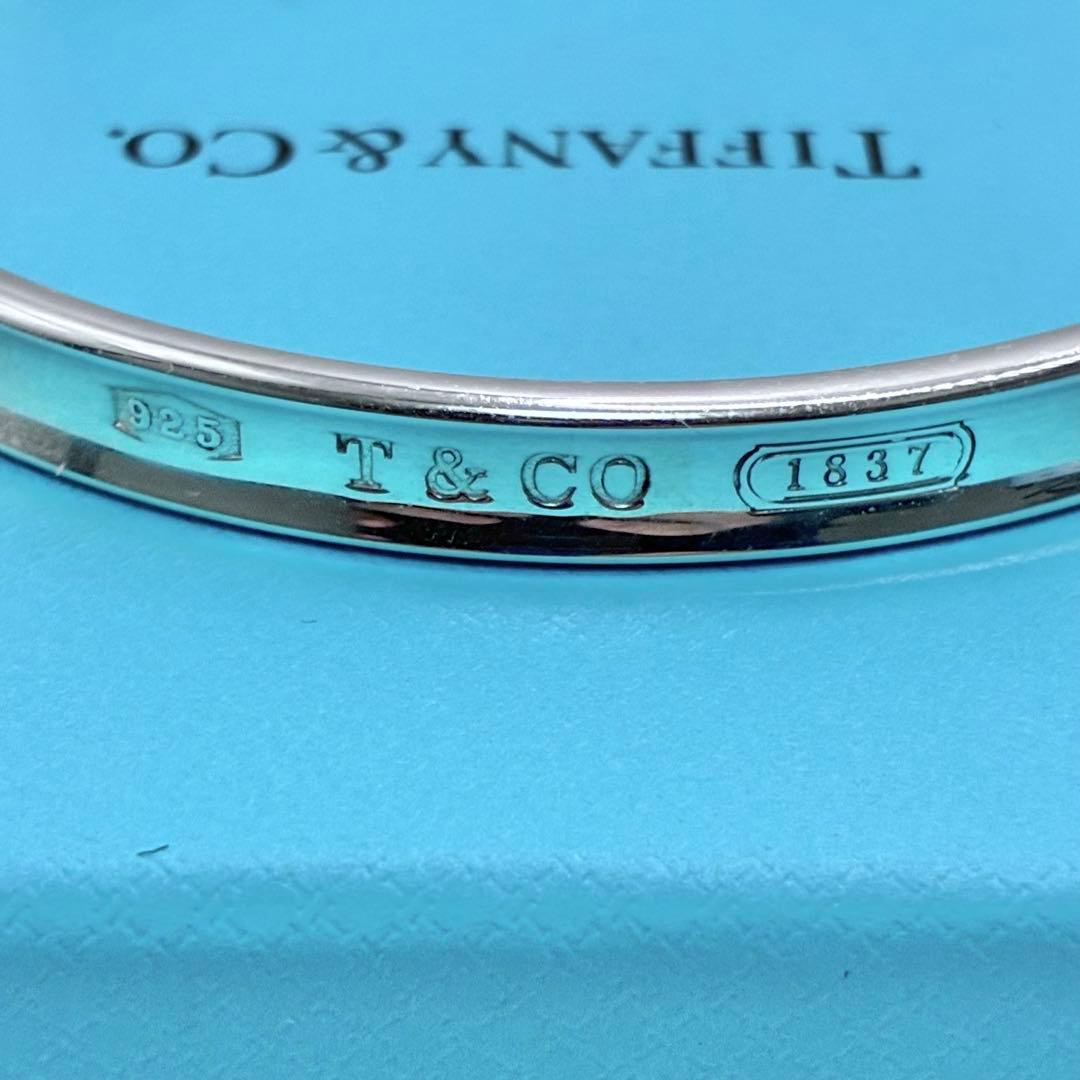 TIFFANY & CO.
925 T & CO 1837